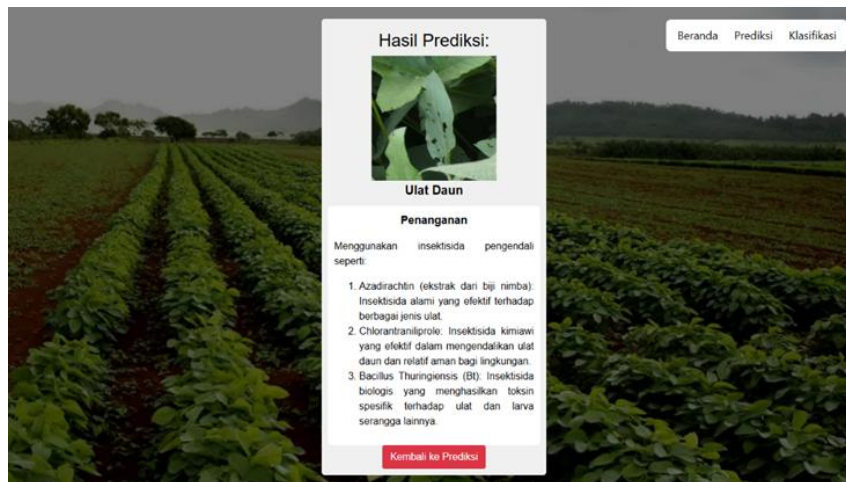 Beranda Prediksi Klasifikasi
Hasil Prediksi:
Ulat Daun
Penanganan
Menggunakan insektisida pengendali
seperti:
1. Azadirachtin (ekstrak dari biji nimba):
Insektisida alami yang efektif terhadap
berbagai jenis ulat.
2. Chlorantraniliprole: Insektisida kimiawi
yang efektif dalam mengendalikan ulat
daun dan relatif aman bagi lingkungan.
3. Bacillus Thuringiensis (Bt): Insektisida
biologis yang menghasilkan toksin
spesifik terhadap ulat dan larva
serangga lainnya.
Kembali ke Prediksi